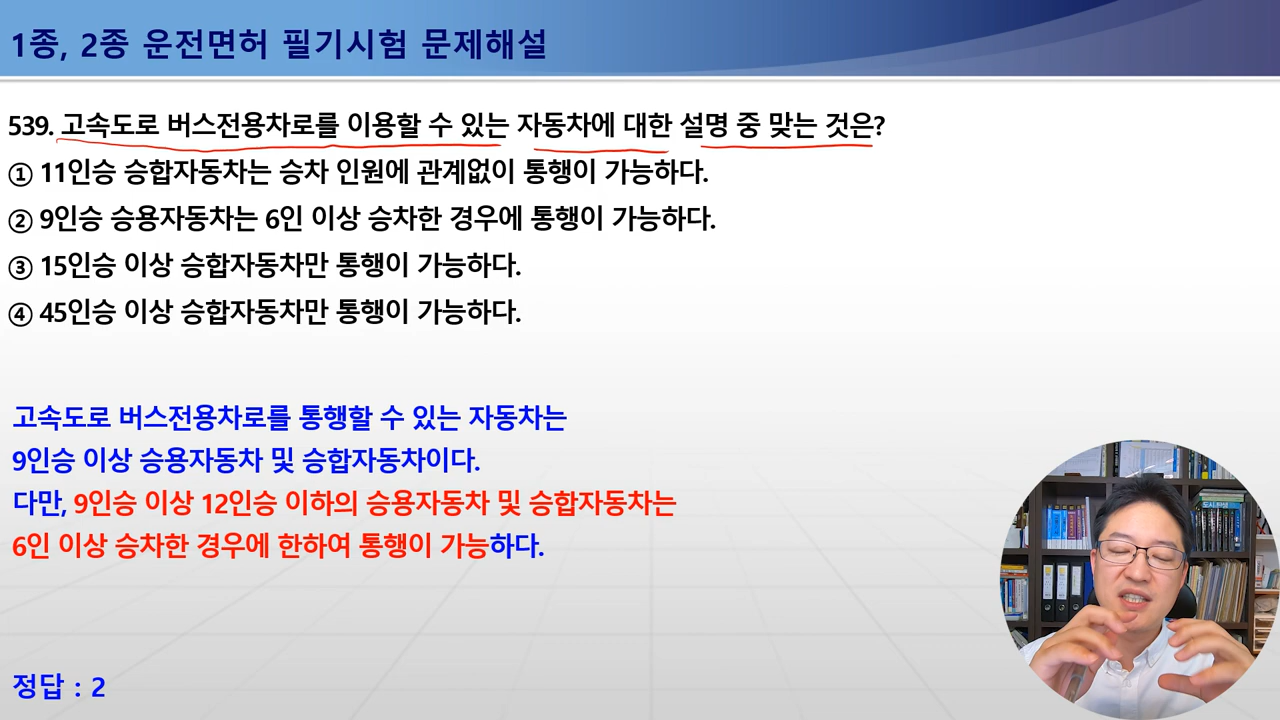 1종, 2종 운전면허 필기시험 문제해설
539. 고속도로 버스전용차로를 이용할 수 있는 자동차에 대한 설명 중 맞는 것은?
① 11인승 승합자동차는 승차 인원에 관계없이 통행이 가능하다.
② 9인승 승용자동차는 6인 이상 승차한 경우에 통행이 가능하다.
③ 15인승 이상 승합자동차만 통행이 가능하다.
④ 45인승 이상 승합자동차만 통행이 가능하다.
고속도로 버스전용차로를 통행할 수 있는 자동차는
9인승 이상 승용자동차 및 승합자동차이다.
다만, 9인승 이상 12인승 이하의 승용자동차 및 승합자동차는
6인 이상 승차한 경우에 한하여 통행이 가능하다.
정답 : 2